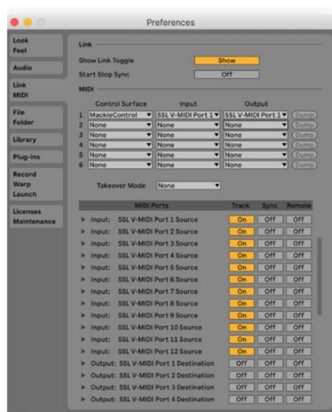 Preferences
Look
Feel
Audio
Link
MIDI
File
Folder
Library
Plug-Ins
Record
Warp
Launch
Licenses
Maintenance
Link
Show Link Toggle Show
Start Stop Sync Off
MIDI
Control Surface Input Output
1 MackieControl SSL V-MIDI Port 1 SSL V-MIDI Port 1 Dump
2 None None None Dump
3 None None None Dump
4 None None None Dump
5 None None None Dump
6 None None None Dump
Takeover Mode None
MIDI Ports Track Sync Remote
Input: SSL V-MIDI Port 1 Source On Off Off
Input: SSL V-MIDI Port 2 Source On Off Off
Input: SSL V-MIDI Port 3 Source On Off Off
Input: SSL V-MIDI Port 4 Source On Off Off
Input: SSL V-MIDI Port 5 Source On Off Off
Input: SSL V-MIDI Port 6 Source On Off Off
Input: SSL V-MIDI Port 7 Source On Off Off
Input: SSL V-MIDI Port 8 Source On Off Off
Input: SSL V-MIDI Port 9 Source On Off Off
Input: SSL V-MIDI Port 10 Source On Off Off
Input: SSL V-MIDI Port 11 Source On Off Off
Input: SSL V-MIDI Port 12 Source On Off Off
Output: SSL V-MIDI Port 1 Destination Off Off Off
Output: SSL V-MIDI Port 2 Destination Off Off Off
Output: SSL V-MIDI Port 3 Destination Off Off Off
Output: SSL V-MIDI Port 4 Destination Off Off Off